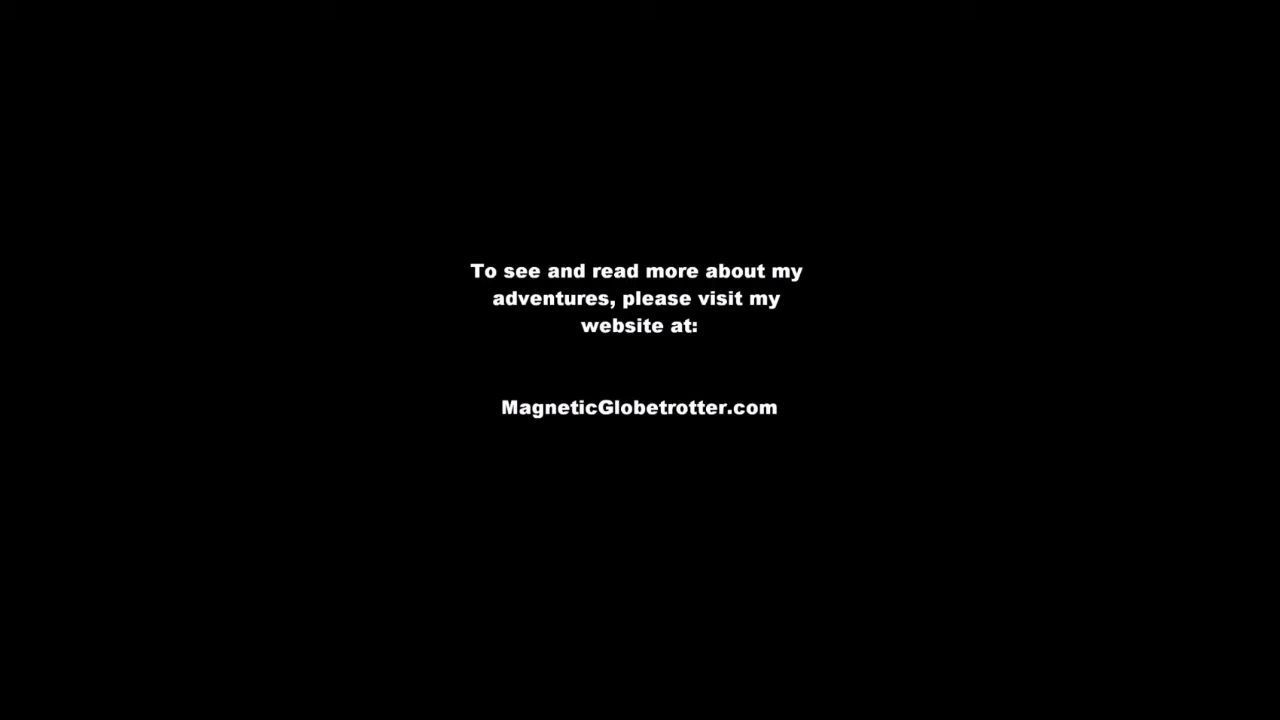 To see and read more about my
adventures, please visit my
website at:
MagneticGlobetrotter.com